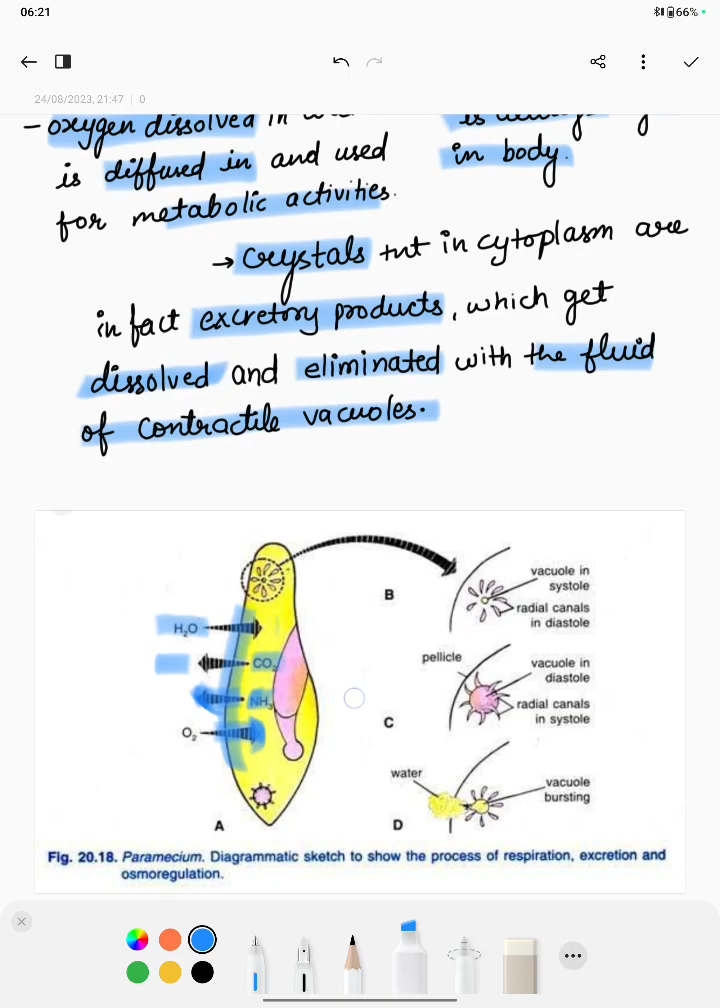 06:21
66%
24/08/2023, 21:47 | 0
- oxygen dissolved in
is diffused in and used
for metabolic activities.
is
in body.
→ Crystals tnt in cytoplasm are
in fact excretory products, which get
dissolved and eliminated with the fluid
of contractile vacuoles.
H₂O
CO₂
NH₃
O₂
A
B
vacuole in
systole
radial canals
in diastole
pellicle
vacuole in
diastole
radial canals
in systole
C
water
vacuole
bursting
D
Fig. 20.18. Paramecium. Diagrammatic sketch to show the process of respiration, excretion and
osmoregulation.